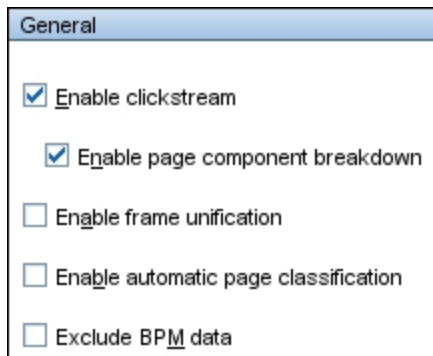 General
Enable clickstream
Enable page component breakdown
Enable frame unification
Enable automatic page classification
Exclude BPM data